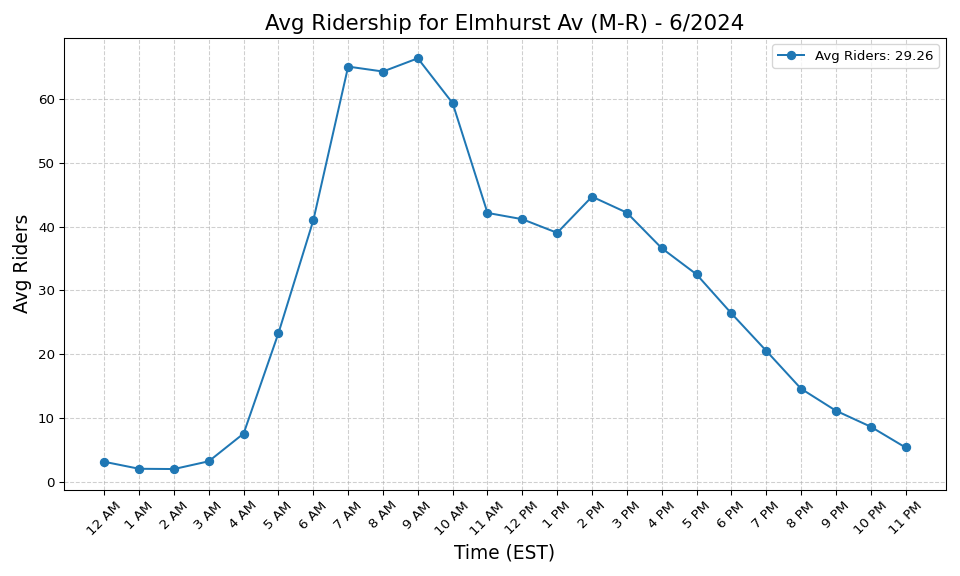 Avg Ridership for Elmhurst Av (M-R) - 6/2024
Avg Riders: 29.26
Avg Riders
60
50
40
30
20
10
0
12 AM
1 AM
2 AM
3 AM
4 AM
5 AM
6 AM
7 AM
8 AM
9 AM
10 AM
11 AM
12 PM
1 PM
2 PM
3 PM
4 PM
5 PM
6 PM
7 PM
8 PM
9 PM
10 PM
11 PM
Time (EST)